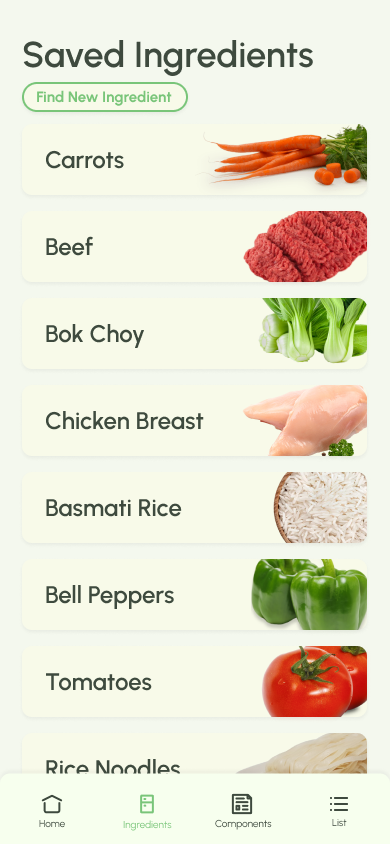 Saved Ingredients
Find New Ingredient
Carrots
Beef
Bok Choy
Chicken Breast
Basmati Rice
Bell Peppers
Tomatoes
Rice Noodles
Home
Ingredients
Components
List